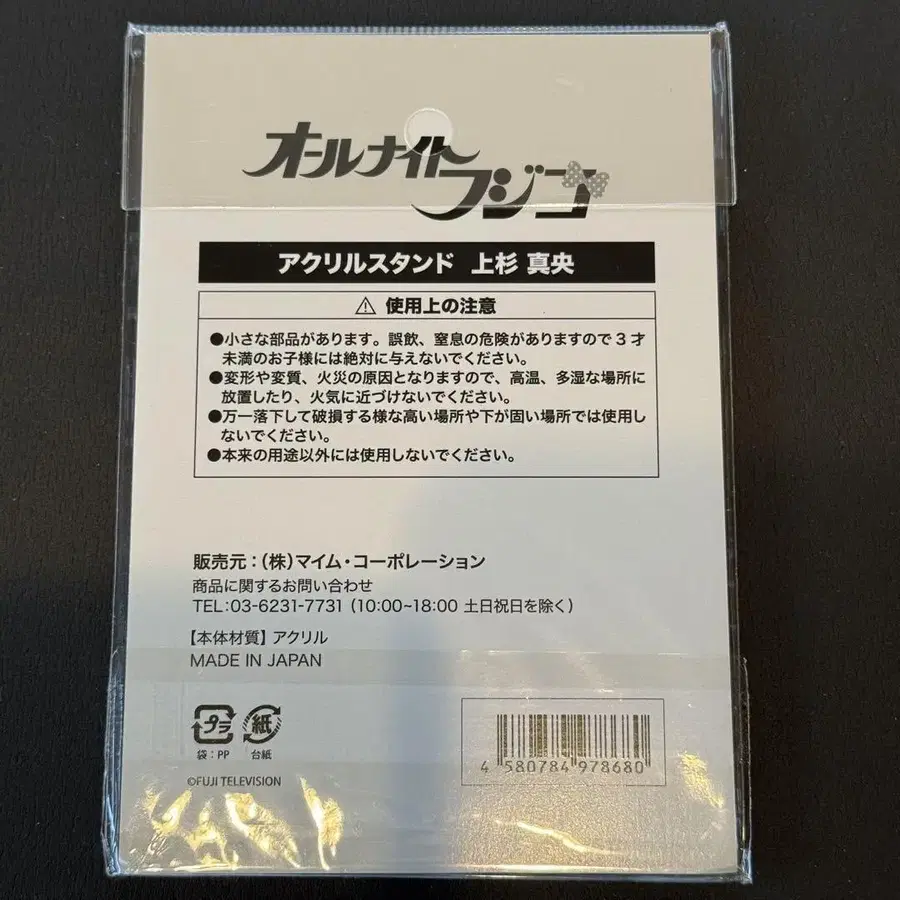 オールナイト
フジコ
アクリルスタンド 上杉 真央
⚠ 使用上の注意
●小さな部品があります。誤飲、窒息の危険がありますので3才
未満のお子様には絶対に与えないでください。
●変形や変質、火災の原因となりますので、高温、多湿な場所に
放置したり、火気に近づけないでください。
●万一落下して破損する様な高い場所や下が固い場所では使用し
ないでください。
●本来の用途以外には使用しないでください。
販売元：（株）マイム・コーポレーション
商品に関するお問い合わせ
TEL：03-6231-7731（10:00~18:00 土日祝日を除く）
【本体材質】アクリル
MADE IN JAPAN
プラ 紙
袋：PP 台紙
©FUJI TELEVISION
4 580784 978680